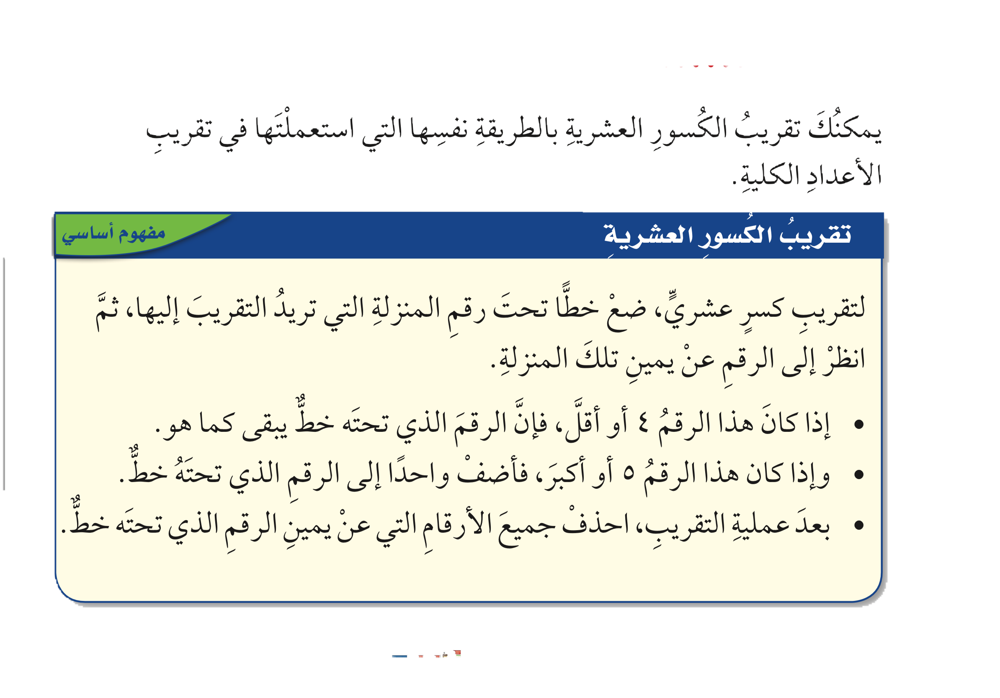 يمكنُكَ تقريبُ الكُسورِ العشريةِ بالطريقةِ نفسِها التي استعملْتَها في تقريبِ
الأعدادِ الكليةِ.
تقريبُ الكُسورِ العشريةِ
مفهوم أساسي
لتقريبِ كسرٍ عشريٍّ، ضعْ خطًّا تحتَ رقمِ المنزلةِ التي تريدُ التقريبَ إليها، ثمَّ
انظرْ إلى الرقمِ عنْ يمينِ تلكَ المنزلةِ.
• إذا كانَ هذا الرقمُ ٤ أو أقلَّ، فإنَّ الرقمَ الذي تحتَه خطٌّ يبقى كما هو .
• وإذا كان هذا الرقمُ ٥ أو أكبرَ، فأضفْ واحدًا إلى الرقمِ الذي تحتَهُ خطٌّ .
• بعدَ عمليةِ التقريبِ، احذفْ جميعَ الأرقامِ التي عنْ يمينِ الرقمِ الذي تحتَه خطٌّ.